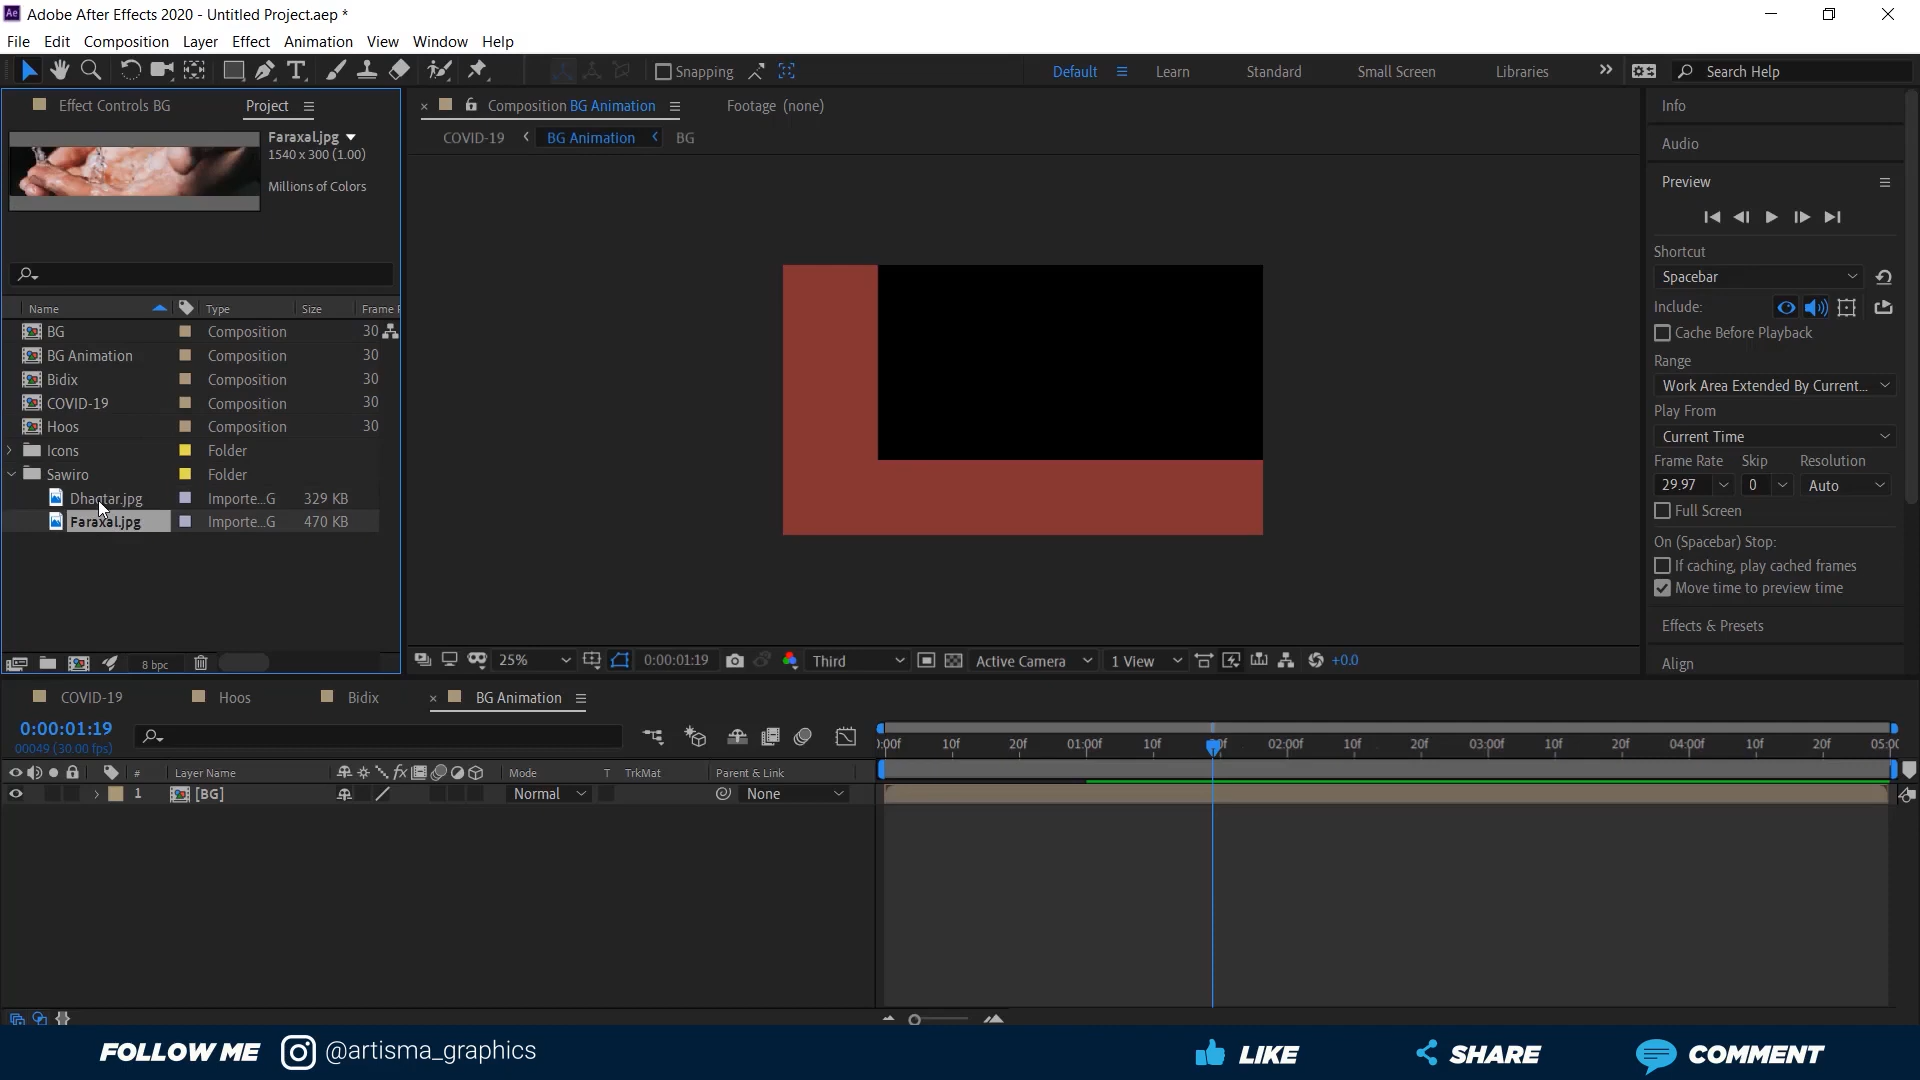 Adobe After Effects 2020 - Untitled Project.aep *
File Edit Composition Layer Effect Animation View Window Help
Snapping Default Learn Standard Small Screen Libraries Search Help
Effect Controls BG Project
Composition BG Animation Footage (none)
COVID-19 BG Animation BG
Faraxal.jpg
1540 x 300 (1.00)
Millions of Colors
Name Type Size Frame R
BG Composition 30
BG Animation Composition 30
Bidix Composition 30
COVID-19 Composition 30
Hoos Composition 30
Icons Folder
Sawiro Folder
Dhaqtar.jpg Importe...G 329 KB
Faraxal.jpg Importe...G 470 KB
8 bpc
25% 0:00:01:19 Third Active Camera 1 View +0.0
Info
Audio
Preview
Shortcut
Spacebar
Include:
Cache Before Playback
Range
Work Area Extended By Current...
Play From
Current Time
Frame Rate Skip Resolution
29.97 0 Auto
Full Screen
On (Spacebar) Stop:
If caching, play cached frames
Move time to preview time
Effects & Presets
Align
COVID-19 Hoos Bidix BG Animation
0:00:01:19
00049 (30.00 fps)
# Layer Name Mode T TrkMat Parent & Link
1 [BG] Normal None
):00f 10f 20f 01:00f 10f 20f 02:00f 10f 20f 03:00f 10f 20f 04:00f 10f 20f 05:00
FOLLOW ME @artisma_graphics LIKE SHARE COMMENT